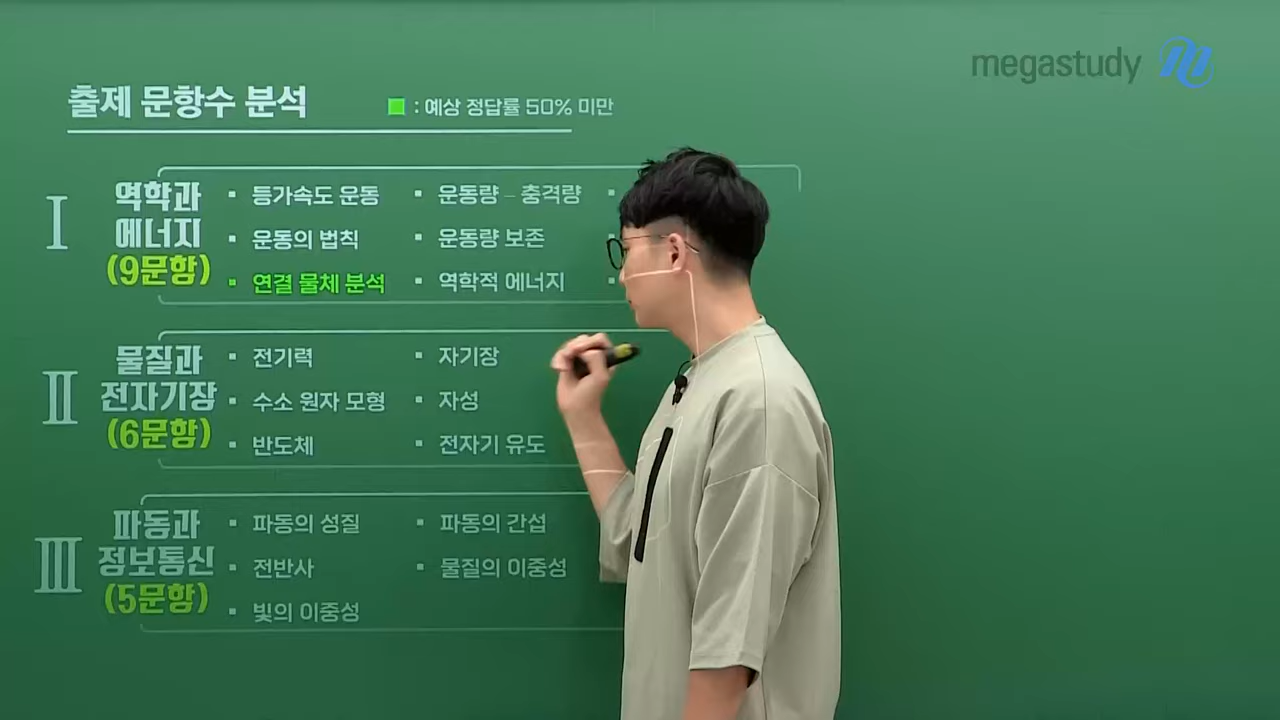 megastudy
출제 문항수 분석
: 예상 정답률 50% 미만
I
역학과
에너지
(9문항)
등가속도 운동
운동량 - 충격량
운동의 법칙
운동량 보존
연결 물체 분석
역학적 에너지
II
물질과
전자기장
(6문항)
전기력
자기장
수소 원자 모형
자성
반도체
전자기 유도
III
파동과
정보통신
(5문항)
파동의 성질
파동의 간섭
전반사
물질의 이중성
빛의 이중성